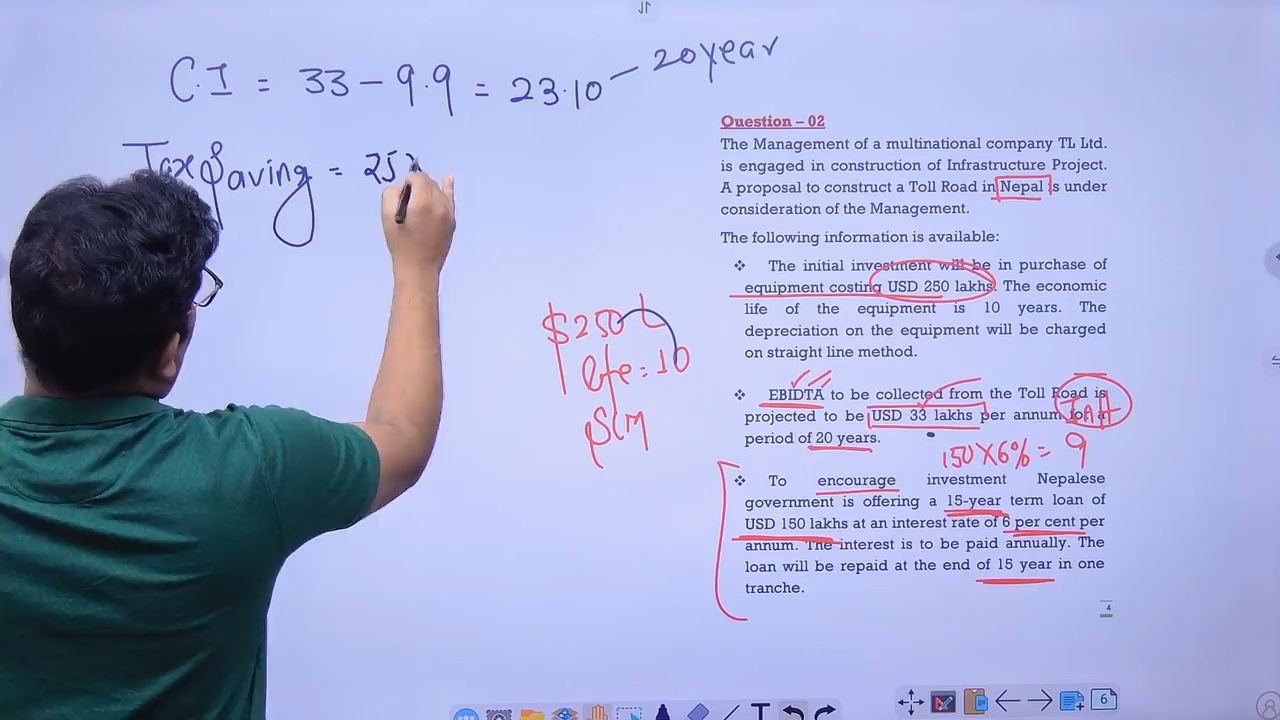 C.I = 33 - 9.9 = 23.10 - 20 year
Tax Saving = 25
$250 L
life = 10
SLM
Question – 02
The Management of a multinational company TL Ltd.
is engaged in construction of Infrastructure Project.
A proposal to construct a Toll Road in Nepal is under
consideration of the Management.
The following information is available:
❖ The initial investment will be in purchase of
equipment costing USD 250 lakhs. The economic
life of the equipment is 10 years. The
depreciation on the equipment will be charged
on straight line method.
❖ EBIDTA to be collected from the Toll Road is
projected to be USD 33 lakhs per annum for a
period of 20 years.
150 X 6% = 9
❖ To encourage investment Nepalese
government is offering a 15-year term loan of
USD 150 lakhs at an interest rate of 6 per cent per
annum. The interest is to be paid annually. The
loan will be repaid at the end of 15 year in one
tranche.
4
6